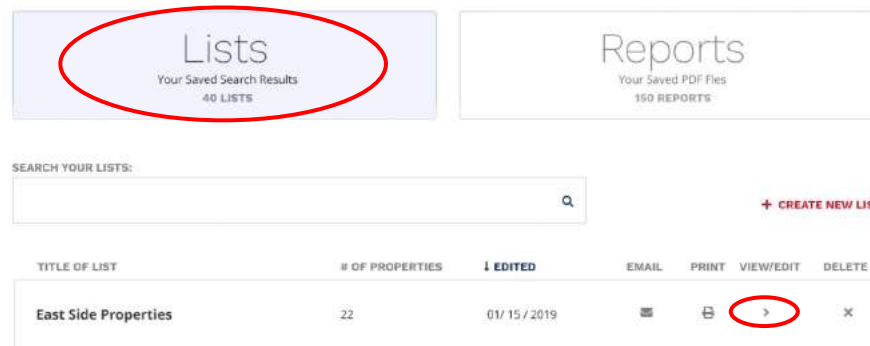 Lists
Your Saved Search Results
40 LISTS
Reports
Your Saved PDF Fles
150 REPORTS
SEARCH YOUR LISTS:
+ CREATE NEW LIS
TITLE OF LIST # OF PROPERTIES ↓ EDITED EMAIL PRINT VIEW/EDIT DELETE
East Side Properties 22 01/ 15 / 2019 > ×